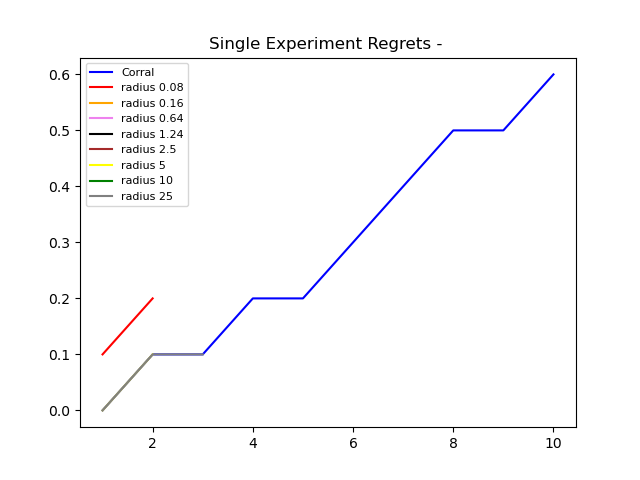 Single Experiment Regrets -
Corral
radius 0.08
radius 0.16
radius 0.64
radius 1.24
radius 2.5
radius 5
radius 10
radius 25
0.6
0.5
0.4
0.3
0.2
0.1
0.0
2 4 6 8 10